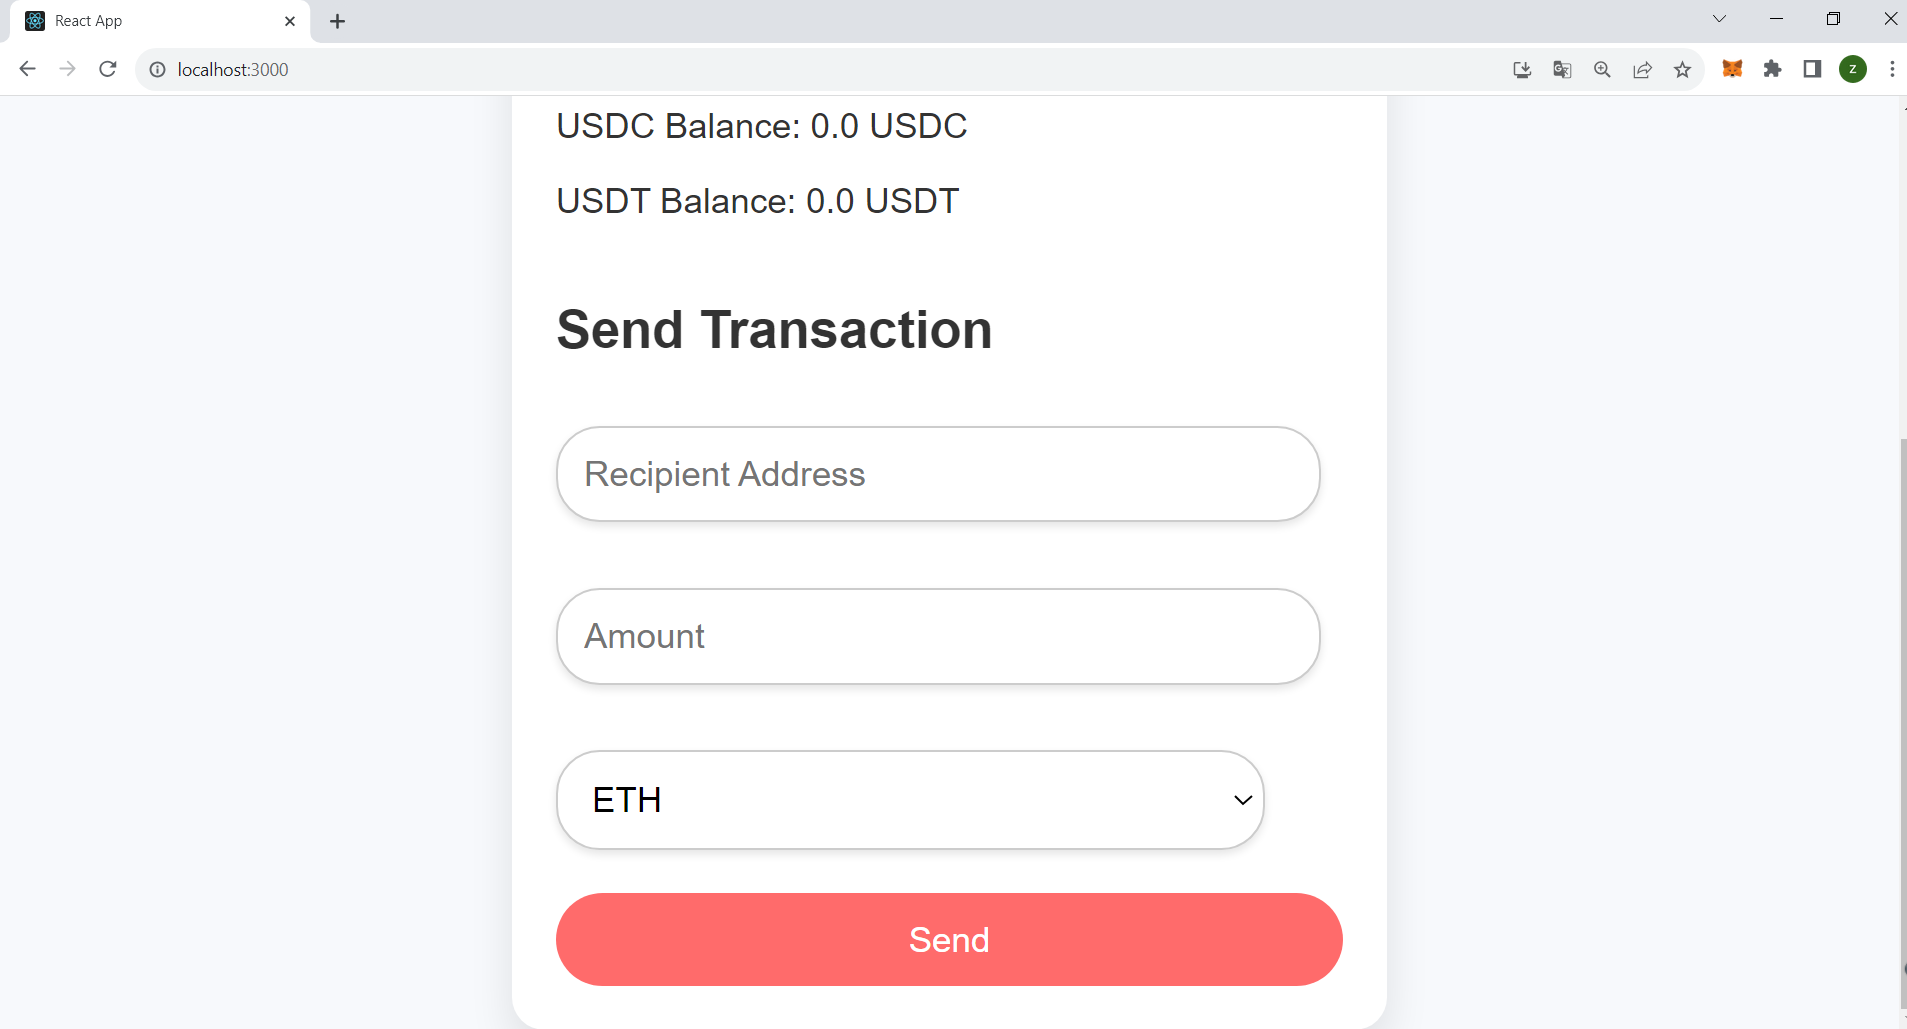 React App
localhost:3000
z
USDC Balance: 0.0 USDC
USDT Balance: 0.0 USDT
Send Transaction
Recipient Address
Amount
ETH
Send